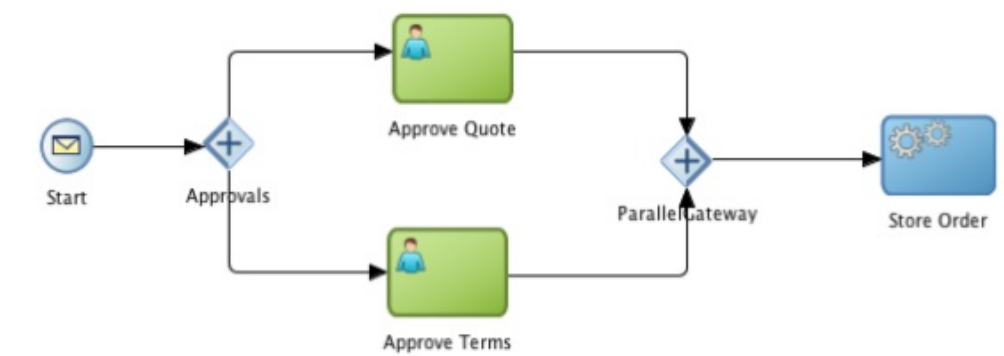 Approve Quote
Start
Approvals
ParallelGateway
Store Order
Approve Terms